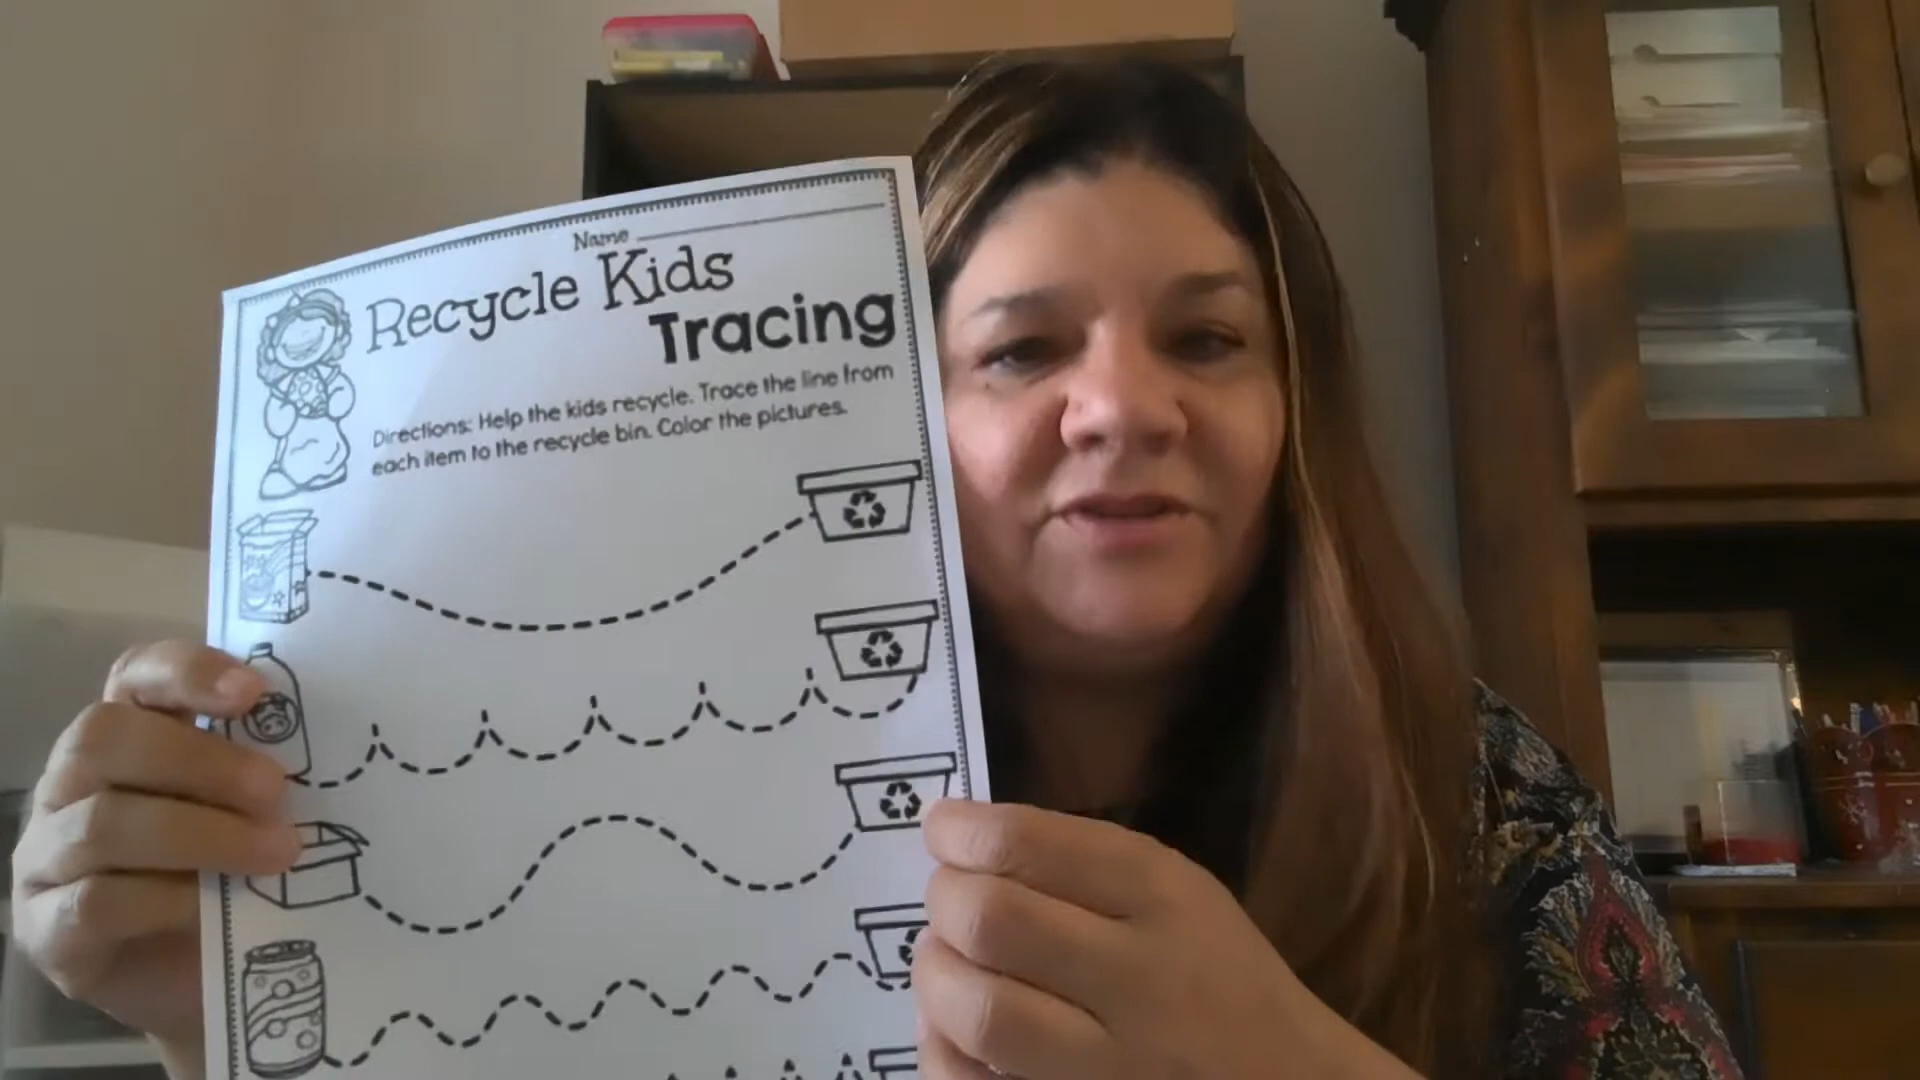 Name
Recycle Kids
Tracing
Directions: Help the kids recycle. Trace the line from
each item to the recycle bin. Color the pictures.